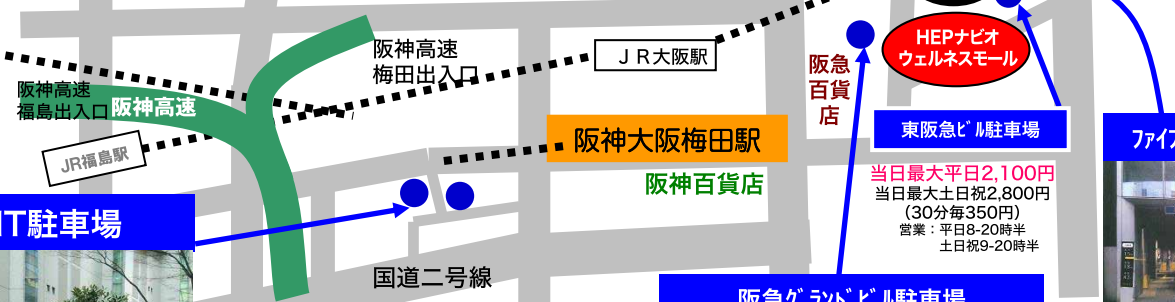 阪神高速
梅田出入口
ＪＲ大阪駅
HEPナビオ
ウェルネスモール
阪急
百貨
店
阪神高速
福島出入口
阪神高速
東阪急ﾋﾞﾙ駐車場
JR福島駅
阪神大阪梅田駅
阪神百貨店
当日最大平日2,100円
当日最大土日祝2,800円
（30分毎350円）
営業：平日8-20時半
土日祝9-20時半
IT駐車場
国道二号線
阪急ｸﾞﾗﾝﾄﾞﾋﾞﾙ駐車場